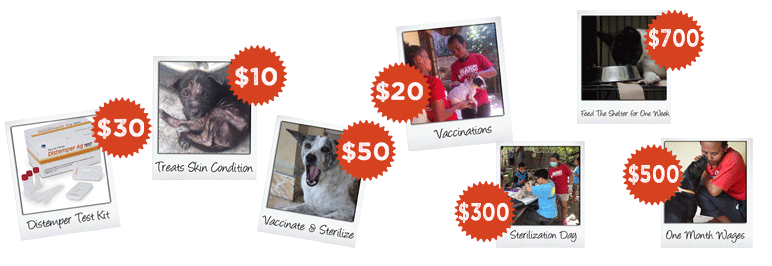 $30
Distemper Ag
Distemper Test Kit
$10
Treats Skin Condition
$50
Vaccinate & Sterilize
$20
Vaccinations
$300
Sterilization Day
$700
Feed The Shelter for One Week
$500
One Month Wages